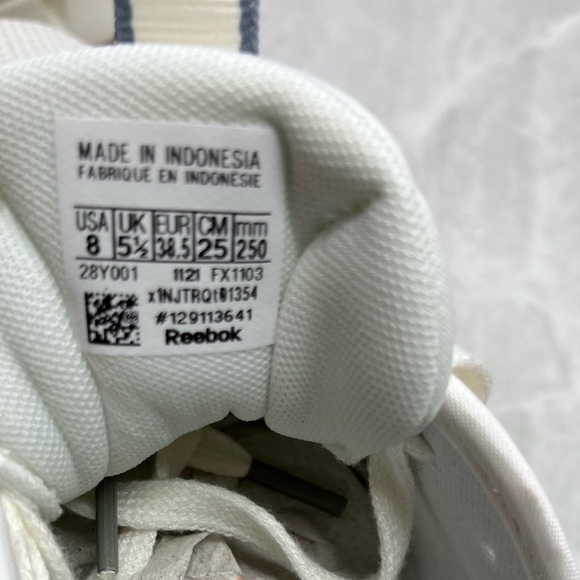 MADE IN INDONESIA
FABRIQUE EN INDONESIE
USA UK EUR CM mm
8 5½ 38.5 25 250
28Y001 1121 FX1103
x1NJTRQt01354
#129113641
Reebok